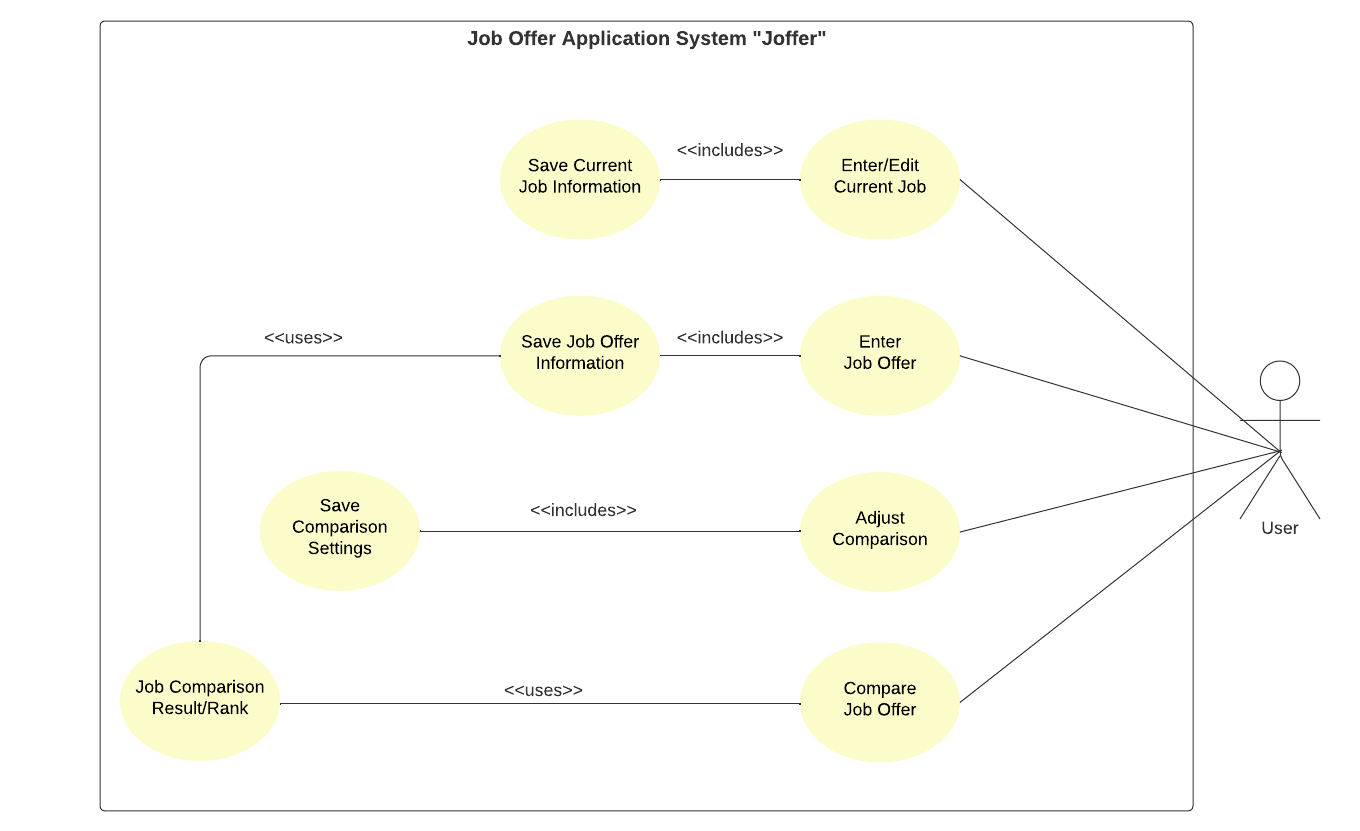 Job Offer Application System "Joffer"
Save Current
Job Information
<<includes>>
Enter/Edit
Current Job
<<uses>>
Save Job Offer
Information
<<includes>>
Enter
Job Offer
Save
Comparison
Settings
<<includes>>
Adjust
Comparison
User
Job Comparison
Result/Rank
<<uses>>
Compare
Job Offer